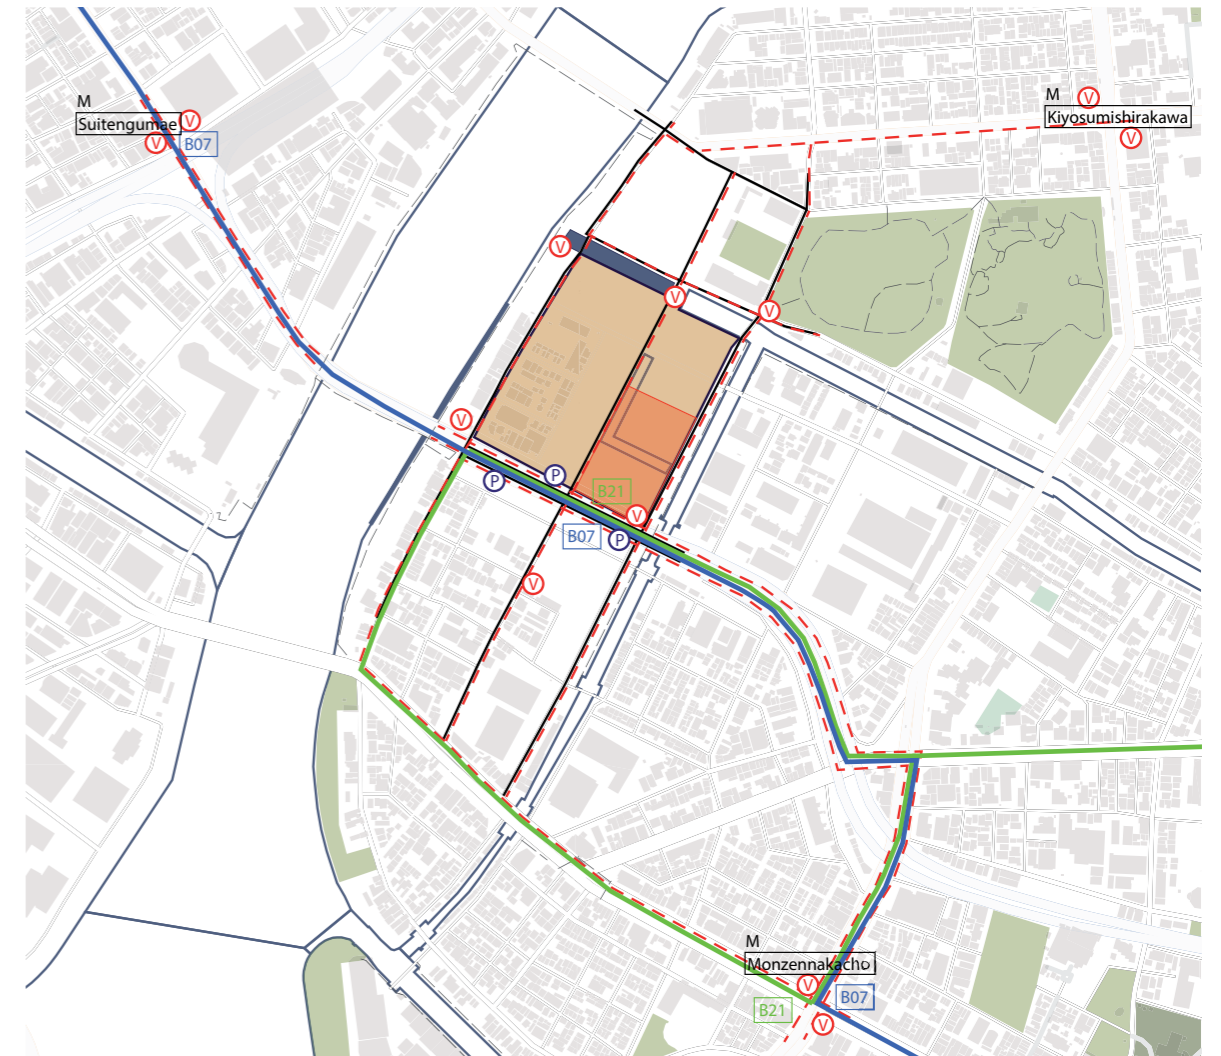 M
Suitengumae
V
V
B07
M
V
Kiyosumishirakawa
V
V
V
V
V
P
P
B21
V
B07
P
V
M
Monzennakacho
V
B07
B21
V